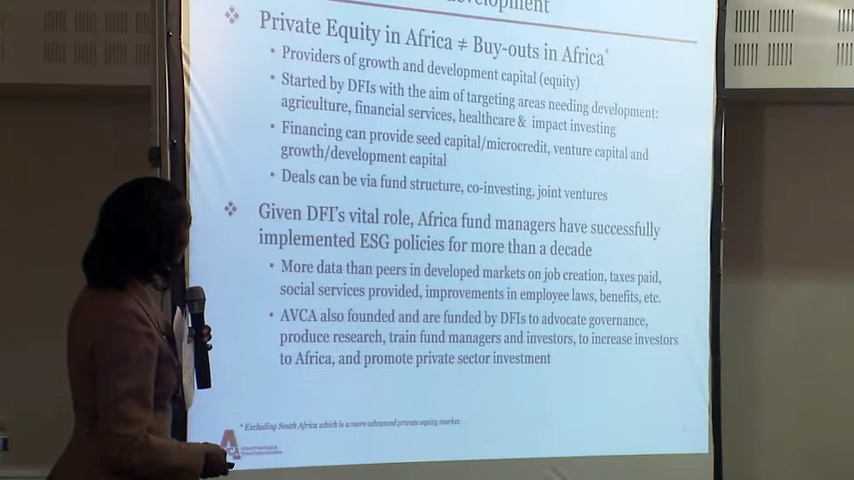 development
Private Equity in Africa ≠ Buy-outs in Africa*
• Providers of growth and development capital (equity)
• Started by DFIs with the aim of targeting areas needing development:
agriculture, financial services, healthcare & impact investing
• Financing can provide seed capital/microcredit, venture capital and
growth/development capital
• Deals can be via fund structure, co-investing, joint ventures
Given DFI's vital role, Africa fund managers have successfully
implemented ESG policies for more than a decade
• More data than peers in developed markets on job creation, taxes paid,
social services provided, improvements in employee laws, benefits, etc.
• AVCA also founded and are funded by DFIs to advocate governance,
produce research, train fund managers and investors, to increase investors
to Africa, and promote private sector investment
* Excluding South Africa which is a more advanced private equity market.